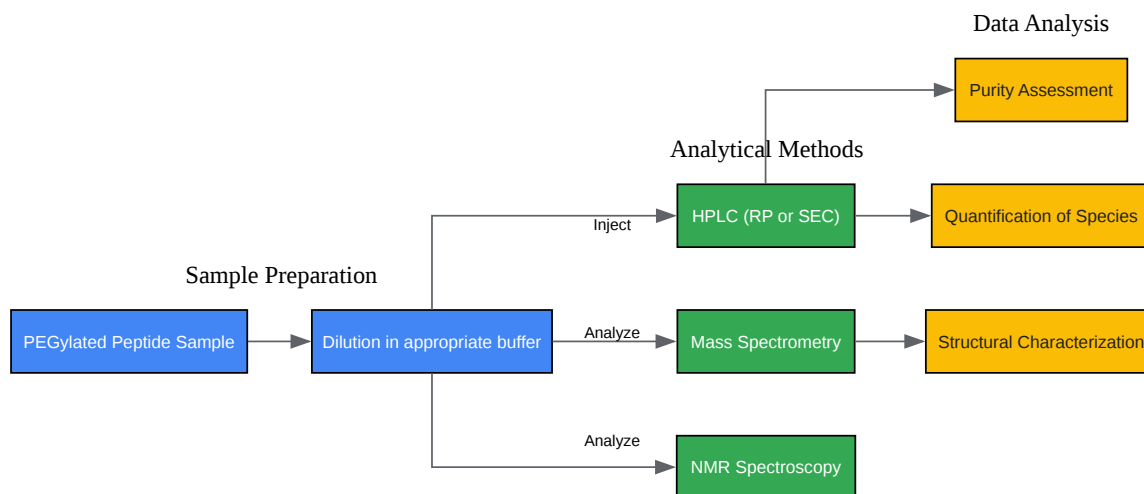 Data Analysis
Purity Assessment
Analytical Methods
HPLC (RP or SEC)
Quantification of Species
Inject
Sample Preparation
PEGylated Peptide Sample
Dilution in appropriate buffer
Analyze
Mass Spectrometry
Structural Characterization
Analyze
NMR Spectroscopy